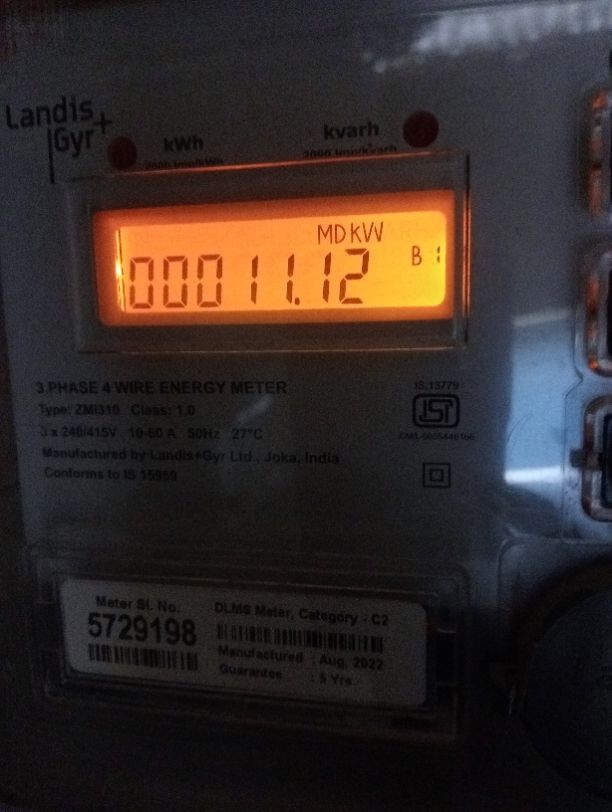 Landis+
Gyr
kWh
kvarh
MD kW
00011.12
B 1
3 PHASE 4 WIRE ENERGY METER
Type: ZMI310 Class: 1.0
3 x 240/415V 10-60 A 50Hz 27°C
Manufactured by Landis+Gyr Ltd., Joka, India
Conforms to IS 15959
IS.13779
ISI
Meter Sl. No.
5729198
DLMS Meter, Category - C2
Manufactured : Aug, 2022
Guarantee : 5 Yrs